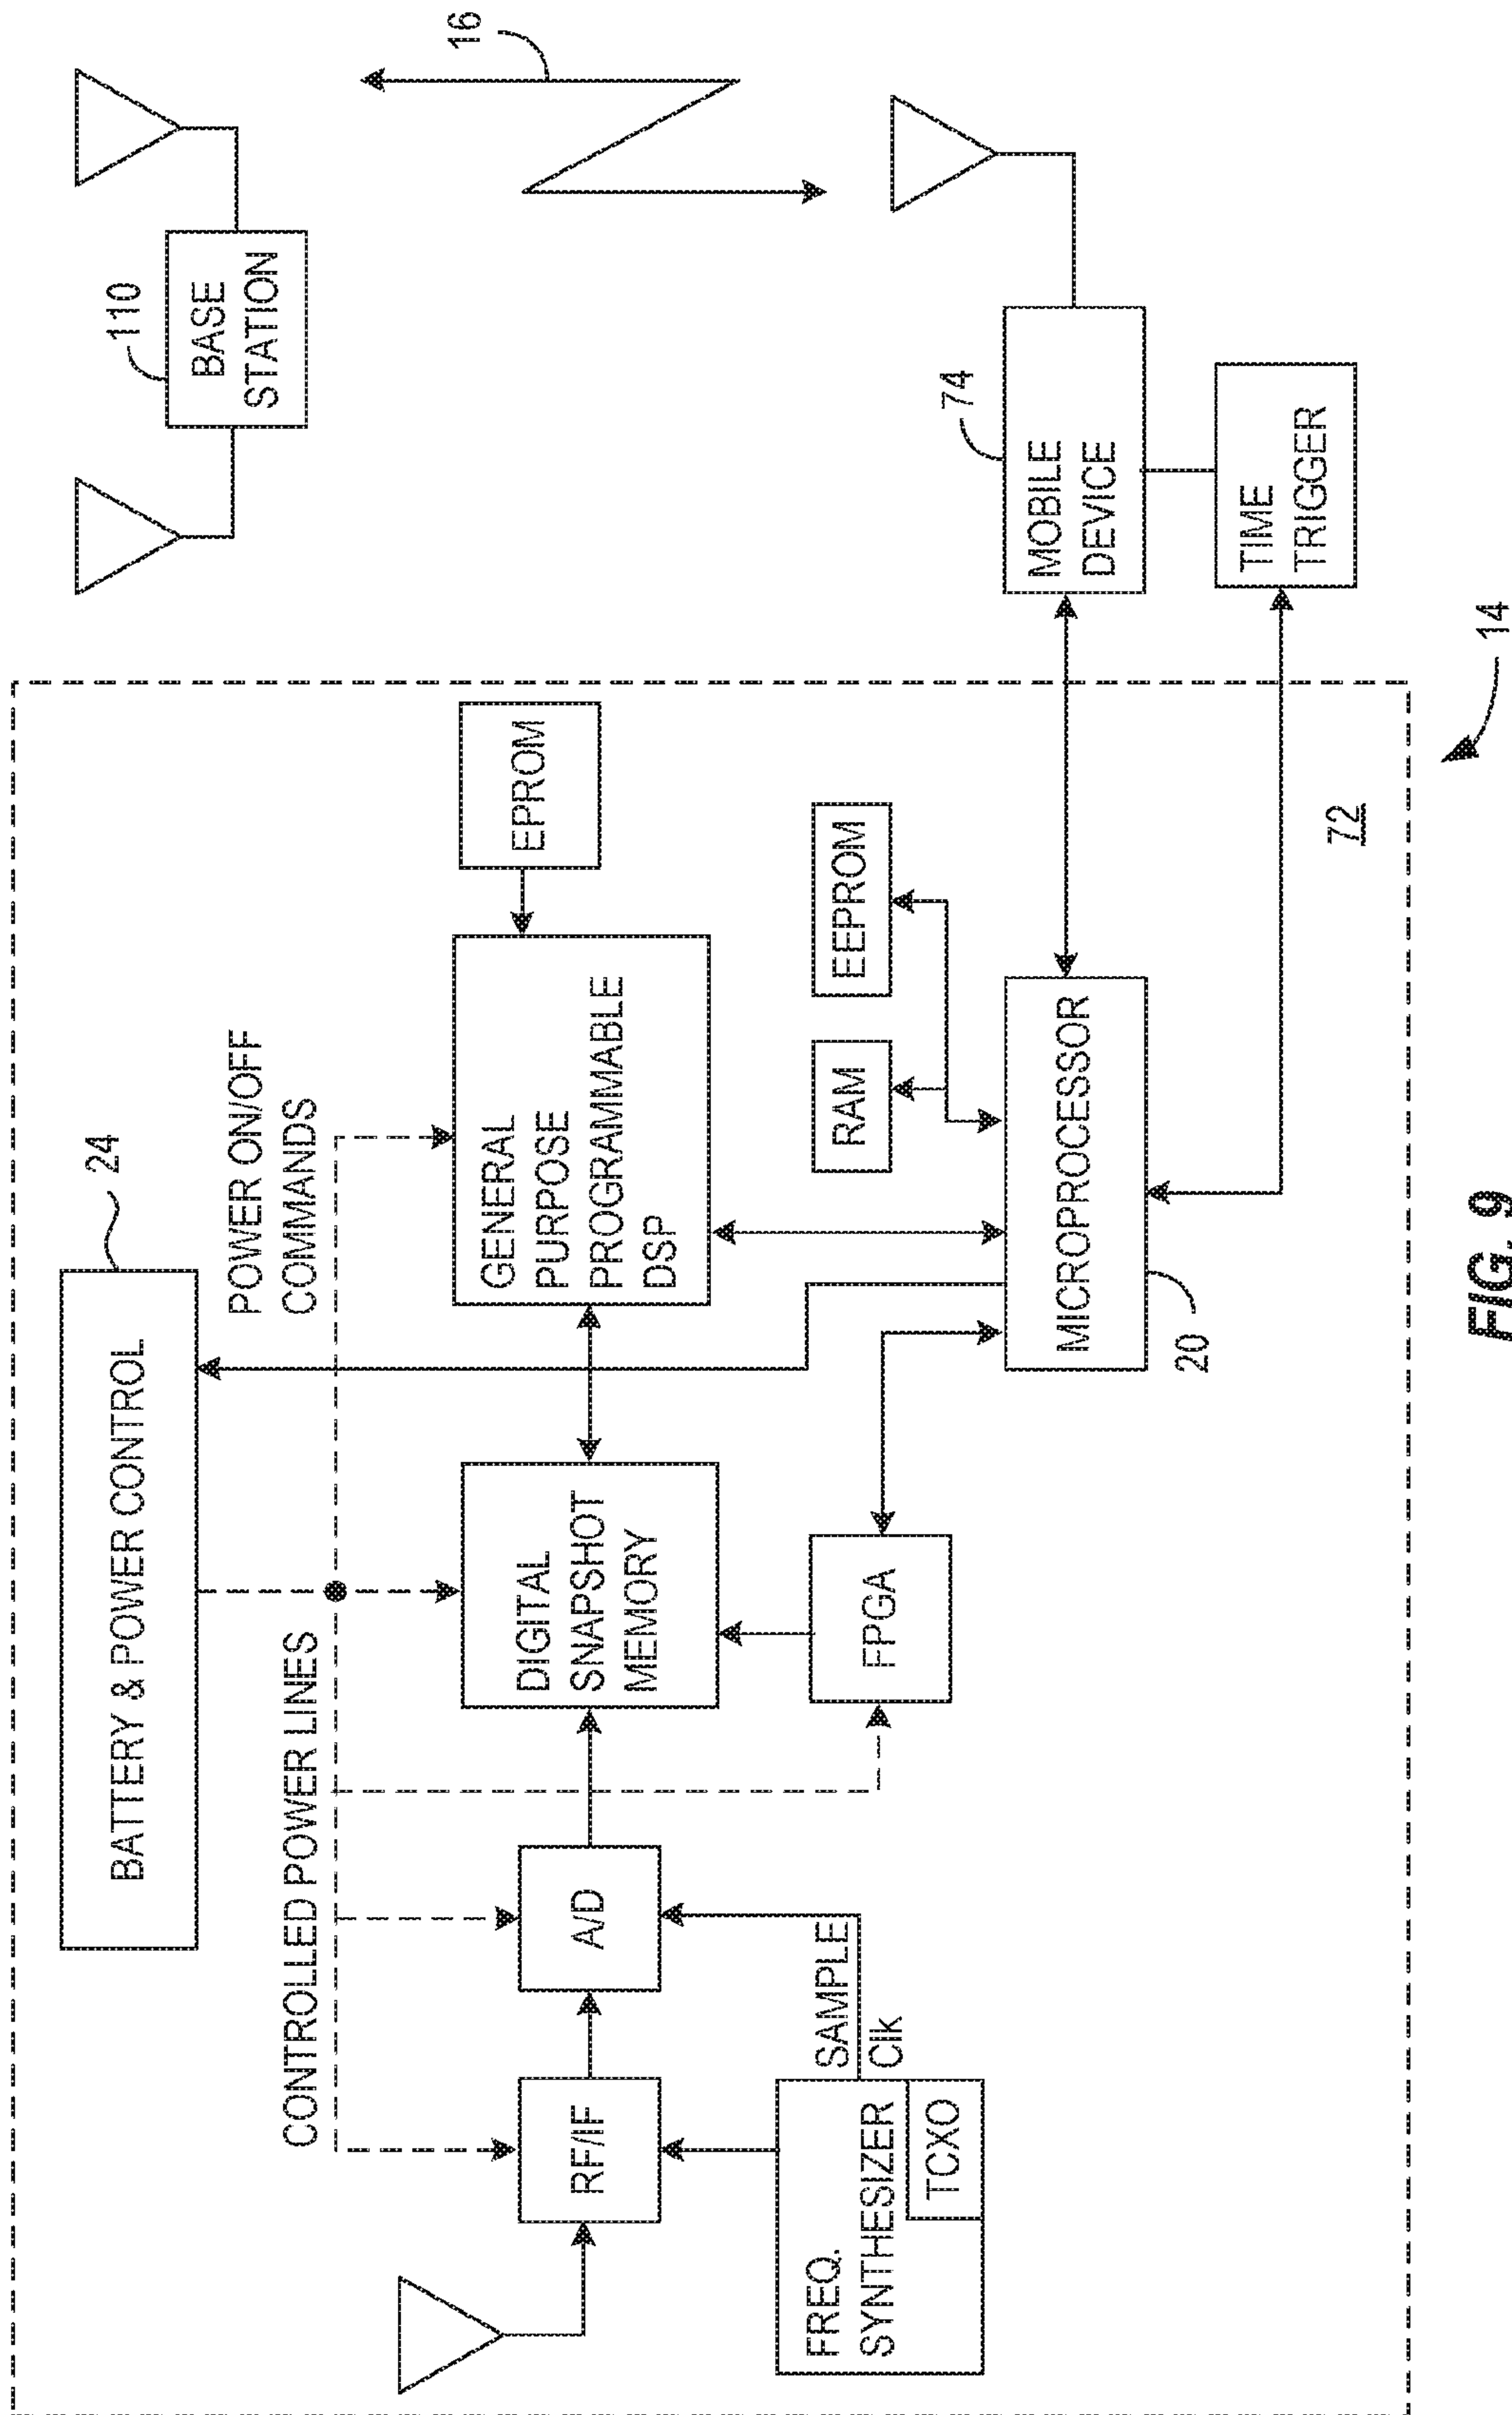 BATTERY & POWER CONTROL
24
CONTROLLED POWER LINES
POWER ON/OFF
COMMANDS
110
BASE
STATION
16
RF/IF
A/D
DIGITAL
SNAPSHOT
MEMORY
GENERAL
PURPOSE
PROGRAMMABLE
DSP
EPROM
FREQ.
SYNTHESIZER
TCXO
SAMPLE
Clk
FPGA
RAM
EEPROM
MICROPROCESSOR
20
74
MOBILE
DEVICE
TIME
TRIGGER
72
14
FIG. 9